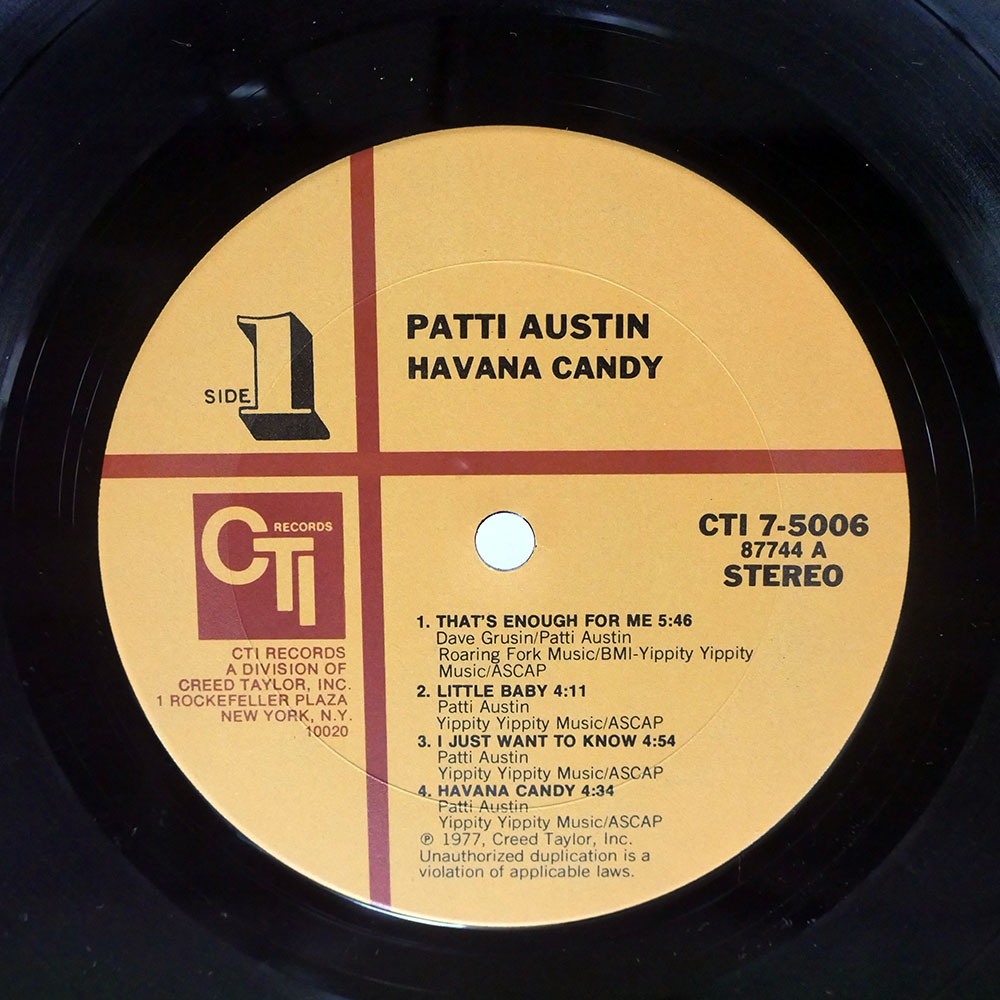 PATTI AUSTIN
HAVANA CANDY
SIDE 1
CTI RECORDS
CTI RECORDS
A DIVISION OF
CREED TAYLOR, INC.
1 ROCKEFELLER PLAZA
NEW YORK, N.Y.
10020
CTI 7-5006
87744 A
STEREO
1. THAT'S ENOUGH FOR ME 5:46
Dave Grusin/Patti Austin
Roaring Fork Music/BMI-Yippity Yippity
Music/ASCAP
2. LITTLE BABY 4:11
Patti Austin
Yippity Yippity Music/ASCAP
3. I JUST WANT TO KNOW 4:54
Patti Austin
Yippity Yippity Music/ASCAP
4. HAVANA CANDY 4:34
Patti Austin
Yippity Yippity Music/ASCAP
℗ 1977, Creed Taylor, Inc.
Unauthorized duplication is a
violation of applicable laws.